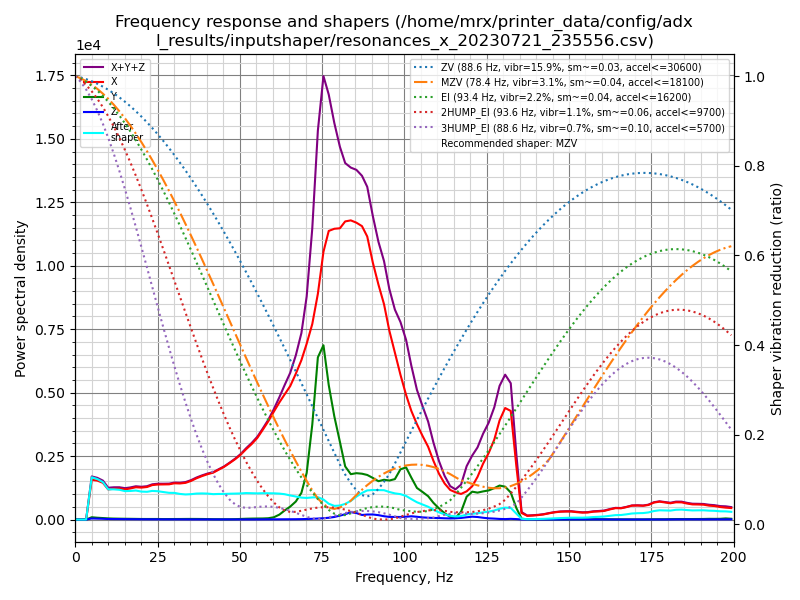 Frequency response and shapers (/home/mrx/printer_data/config/adx
l_results/inputshaper/resonances_x_20230721_235556.csv)
1e4
X+Y+Z
X
Y
Z
After
shaper
ZV (88.6 Hz, vibr=15.9%, sm~=0.03, accel<=30600)
MZV (78.4 Hz, vibr=3.1%, sm~=0.04, accel<=18100)
EI (93.4 Hz, vibr=2.2%, sm~=0.04, accel<=16200)
2HUMP_EI (93.6 Hz, vibr=1.1%, sm~=0.06, accel<=9700)
3HUMP_EI (88.6 Hz, vibr=0.7%, sm~=0.10, accel<=5700)
Recommended shaper: MZV
Power spectral density
1.75
1.50
1.25
1.00
0.75
0.50
0.25
0.00
Shaper vibration reduction (ratio)
1.0
0.8
0.6
0.4
0.2
0.0
0 25 50 75 100 125 150 175 200
Frequency, Hz